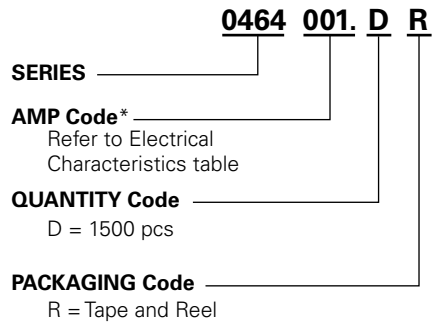 0464 001. D R
SERIES
AMP Code*
Refer to Electrical
Characteristics table
QUANTITY Code
D = 1500 pcs
PACKAGING Code
R = Tape and Reel